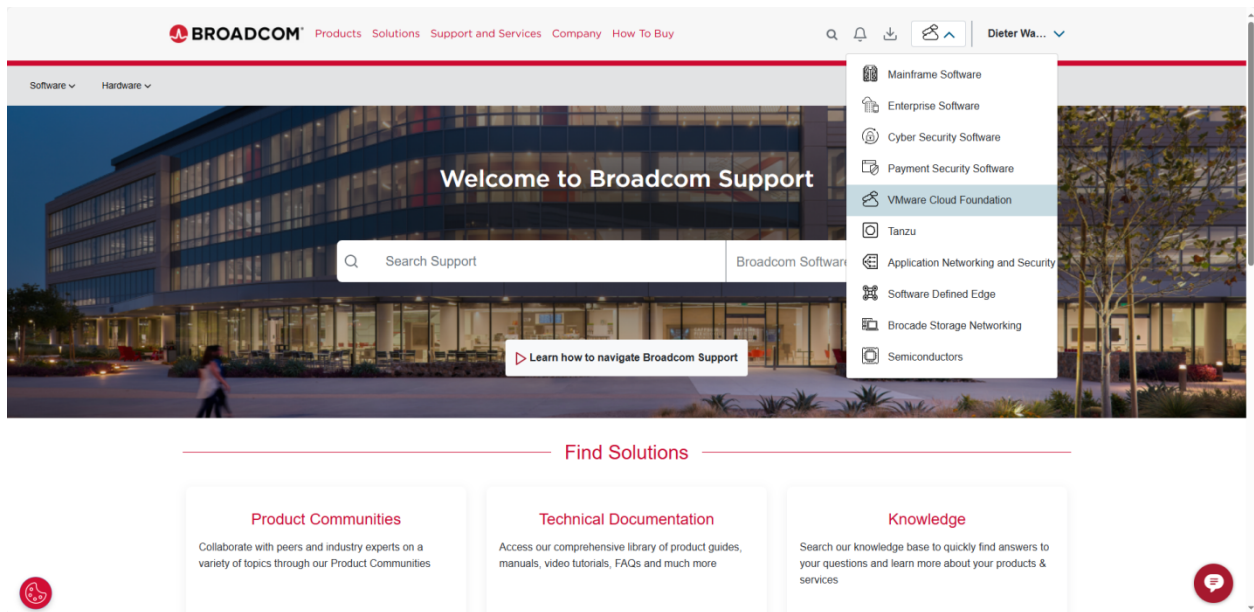 BROADCOM®
Products Solutions Support and Services Company How To Buy
Dieter Wa...
Software
Hardware
Mainframe Software
Enterprise Software
Cyber Security Software
Payment Security Software
VMware Cloud Foundation
Tanzu
Application Networking and Security
Software Defined Edge
Brocade Storage Networking
Semiconductors
Welcome to Broadcom Support
Search Support
Broadcom Software
Learn how to navigate Broadcom Support
Find Solutions
Product Communities
Collaborate with peers and industry experts on a
variety of topics through our Product Communities
Technical Documentation
Access our comprehensive library of product guides,
manuals, video tutorials, FAQs and much more
Knowledge
Search our knowledge base to quickly find answers to
your questions and learn more about your products &
services